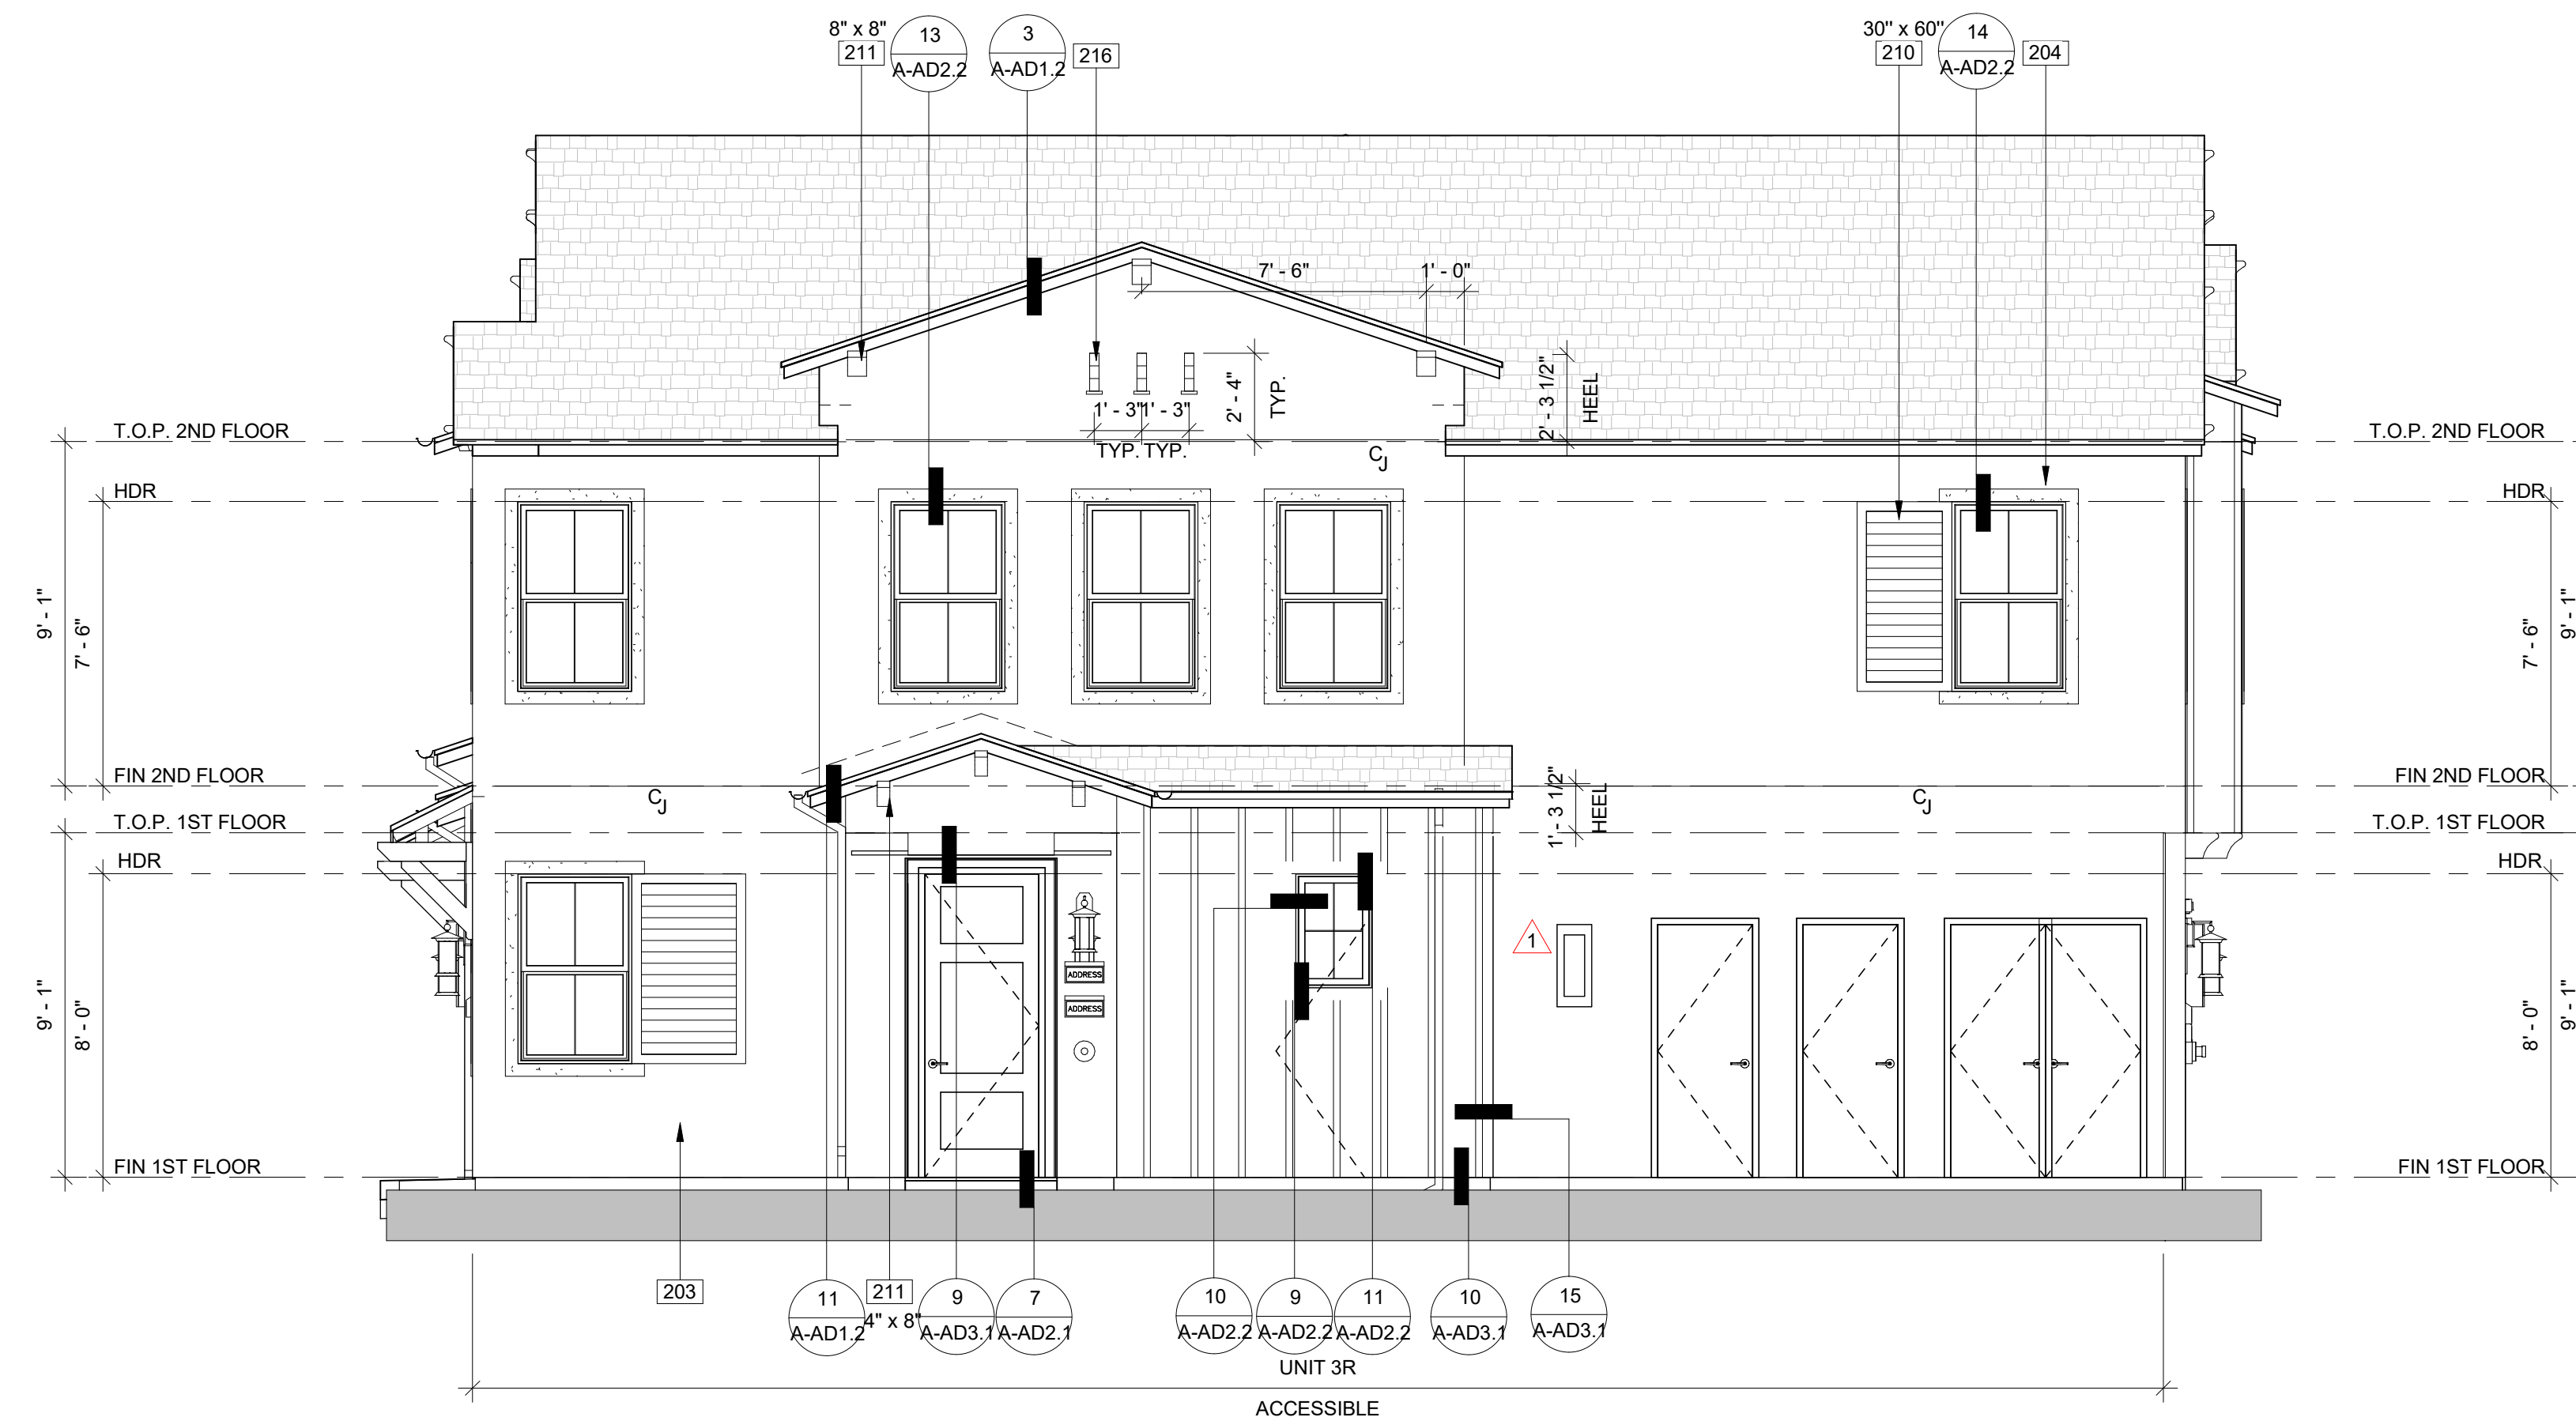 8" x 8"
211
13
A-AD2.2
3
A-AD1.2
216
30" x 60"
210
14
A-AD2.2
204
7' - 6"
1' - 0"
2' - 4"
TYP.
2' - 3 1/2"
HEEL
1' - 3"
1' - 3"
TYP.
TYP.
CJ
T.O.P. 2ND FLOOR
T.O.P. 2ND FLOOR
HDR
HDR
9' - 1"
7' - 6"
7' - 6"
9' - 1"
FIN 2ND FLOOR
FIN 2ND FLOOR
CJ
CJ
1' - 3 1/2"
HEEL
T.O.P. 1ST FLOOR
T.O.P. 1ST FLOOR
HDR
HDR
1
ADDRESS
ADDRESS
9' - 1"
8' - 0"
8' - 0"
9' - 1"
FIN 1ST FLOOR
FIN 1ST FLOOR
203
11
A-AD1.2
211
4" x 8"
9
A-AD3.1
7
A-AD2.1
10
A-AD2.2
9
A-AD2.2
11
A-AD2.2
10
A-AD3.1
15
A-AD3.1
UNIT 3R
ACCESSIBLE